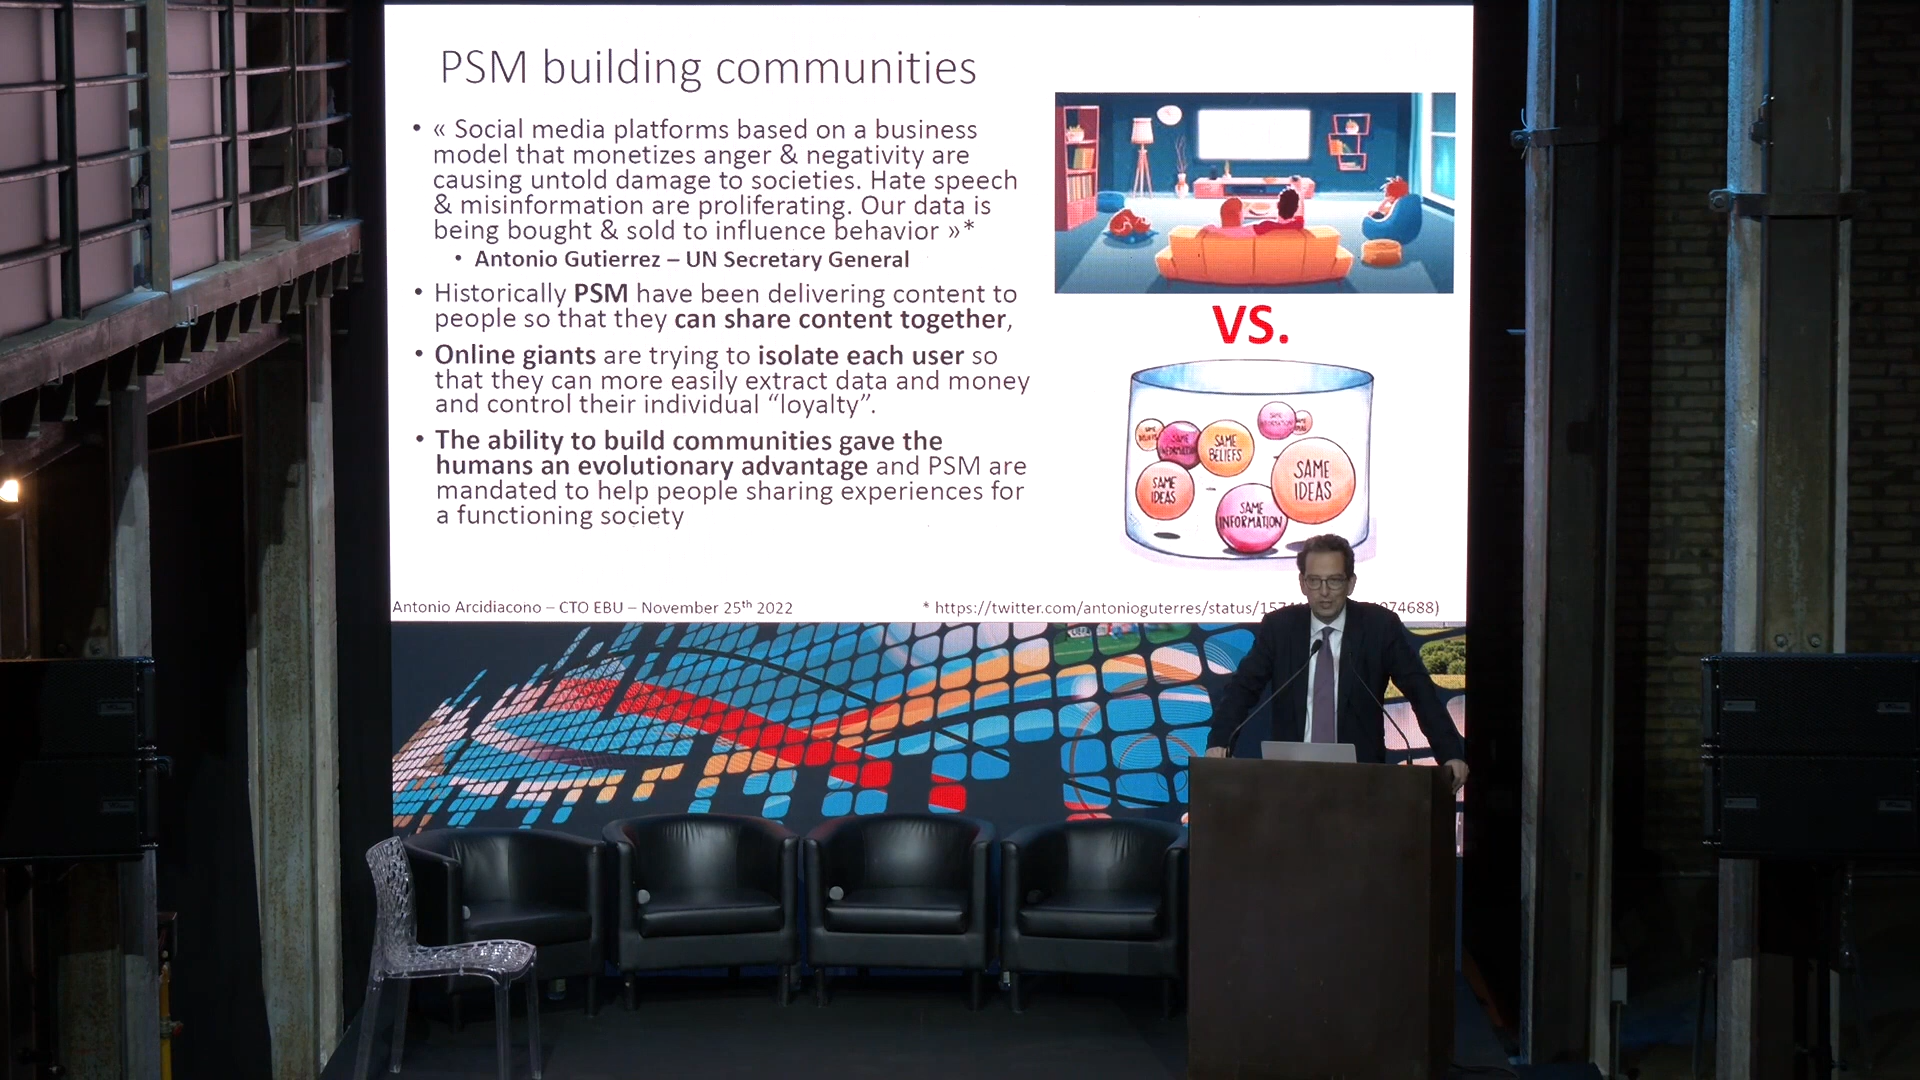 PSM building communities
• « Social media platforms based on a business
model that monetizes anger & negativity are
causing untold damage to societies. Hate speech
& misinformation are proliferating. Our data is
being bought & sold to influence behavior »*
• Antonio Gutierrez – UN Secretary General
• Historically PSM have been delivering content to
people so that they can share content together,
• Online giants are trying to isolate each user so
that they can more easily extract data and money
and control their individual “loyalty”.
• The ability to build communities gave the
humans an evolutionary advantage and PSM are
mandated to help people sharing experiences for
a functioning society
VS.
SAME
INFORMATION
SAME
BELIEFS
SAME
IDEAS
SAME
IDEAS
SAME
INFORMATION
Antonio Arcidiacono – CTO EBU – November 25th 2022
* https://twitter.com/antonioguterres/status/